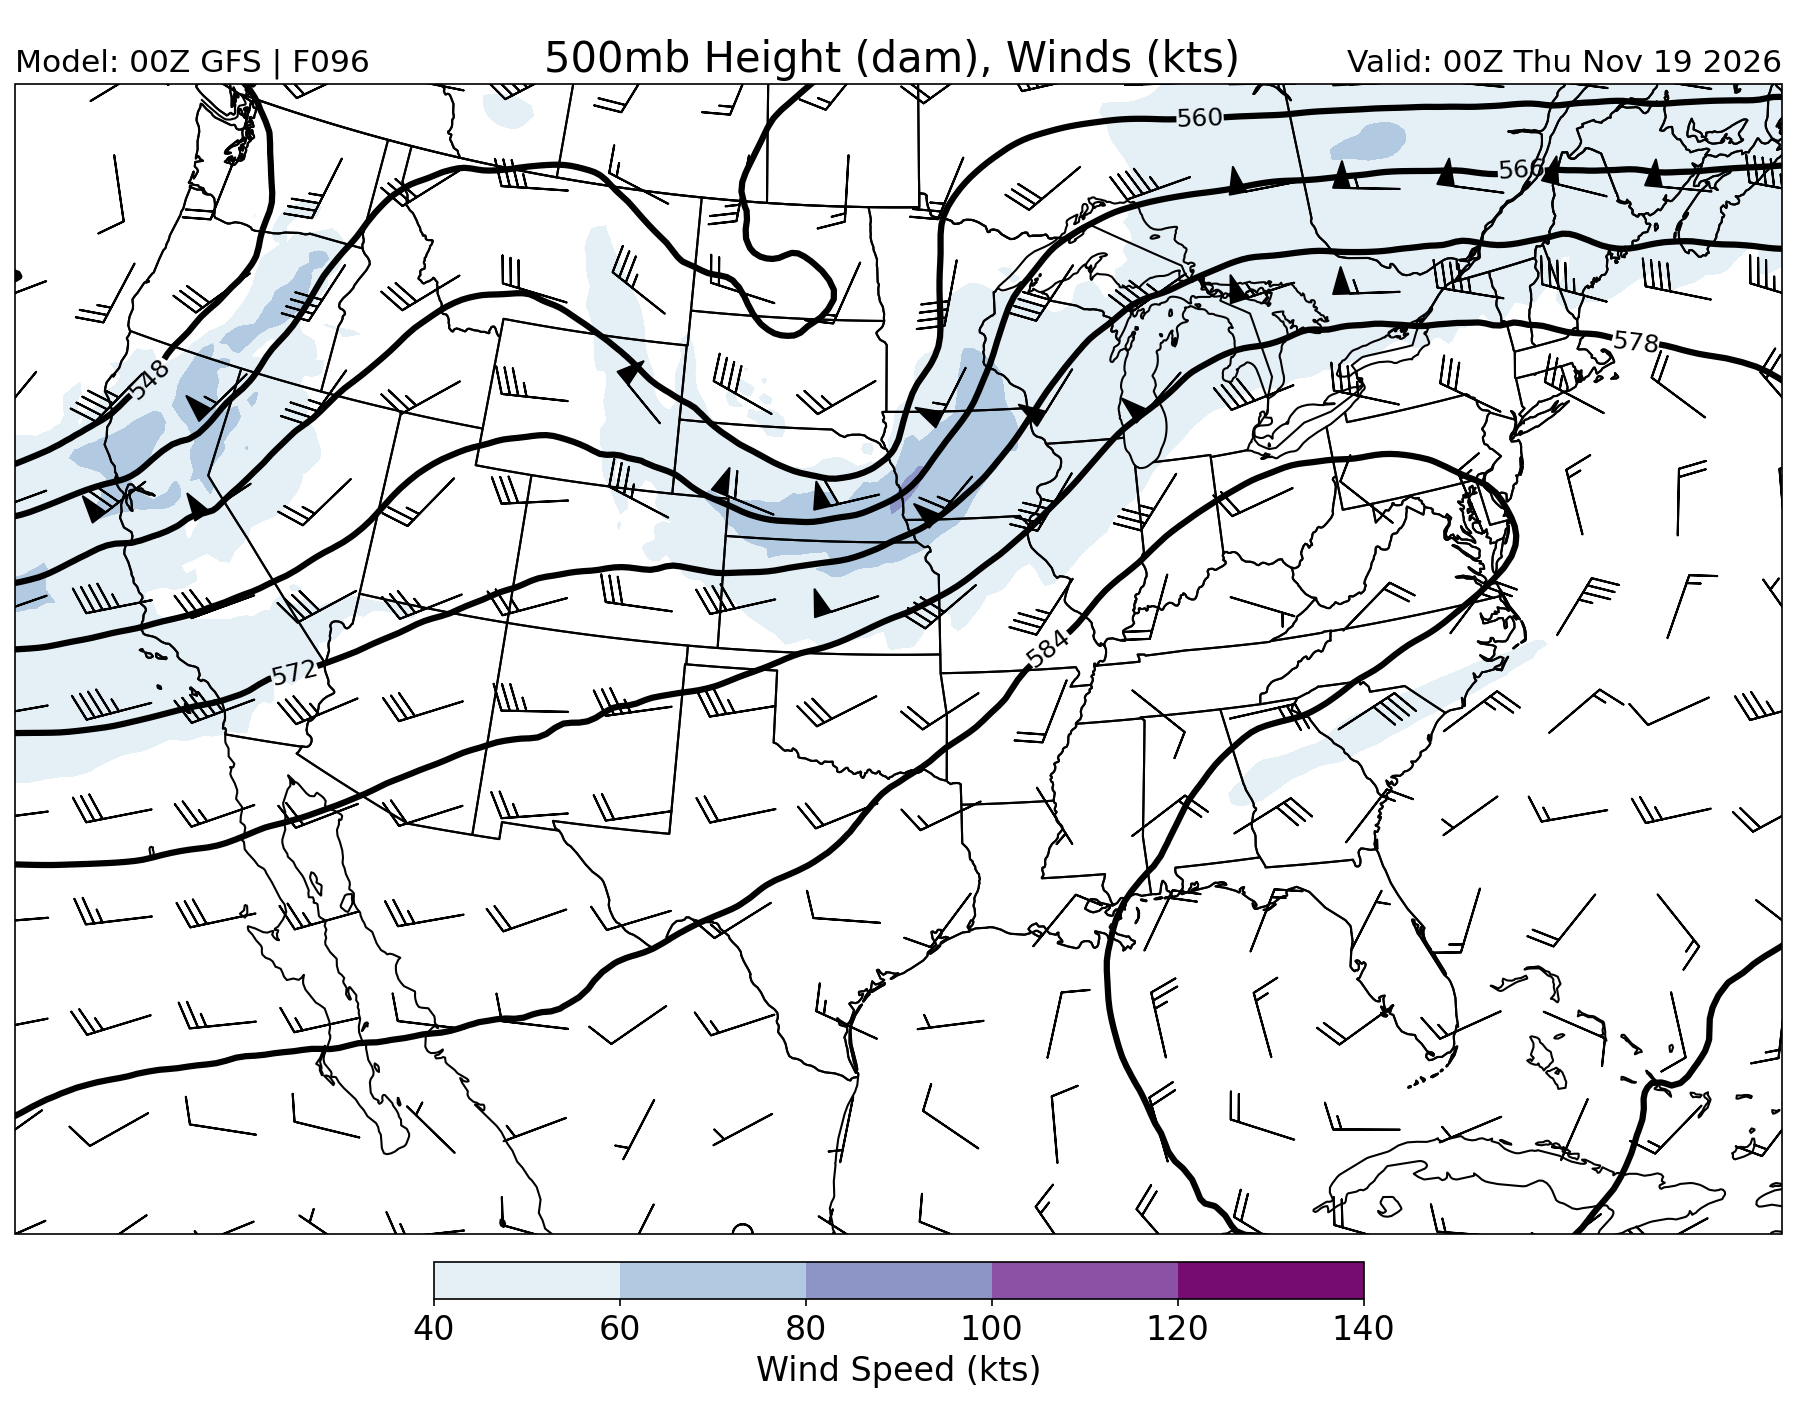 Model: 00Z GFS | F096
500mb Height (dam), Winds (kts)
Valid: 00Z Thu Nov 19 2026
560
566
578
548
584
572
40 60 80 100 120 140
Wind Speed (kts)